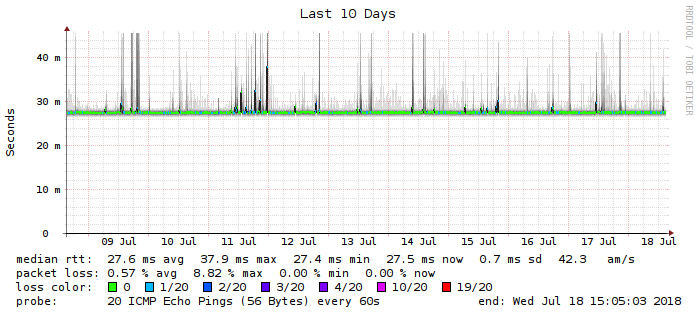 Last 10 Days
RRDTOOL / TOBI OETIKER
Seconds
40 m
30 m
20 m
10 m
0
09 Jul 10 Jul 11 Jul 12 Jul 13 Jul 14 Jul 15 Jul 16 Jul 17 Jul 18 Jul
median rtt: 27.6 ms avg 37.9 ms max 27.4 ms min 27.5 ms now 0.7 ms sd 42.3 am/s
packet loss: 0.57 % avg 8.82 % max 0.00 % min 0.00 % now
loss color: 0 1/20 2/20 3/20 4/20 10/20 19/20
probe: 20 ICMP Echo Pings (56 Bytes) every 60s end: Wed Jul 18 15:05:03 2018